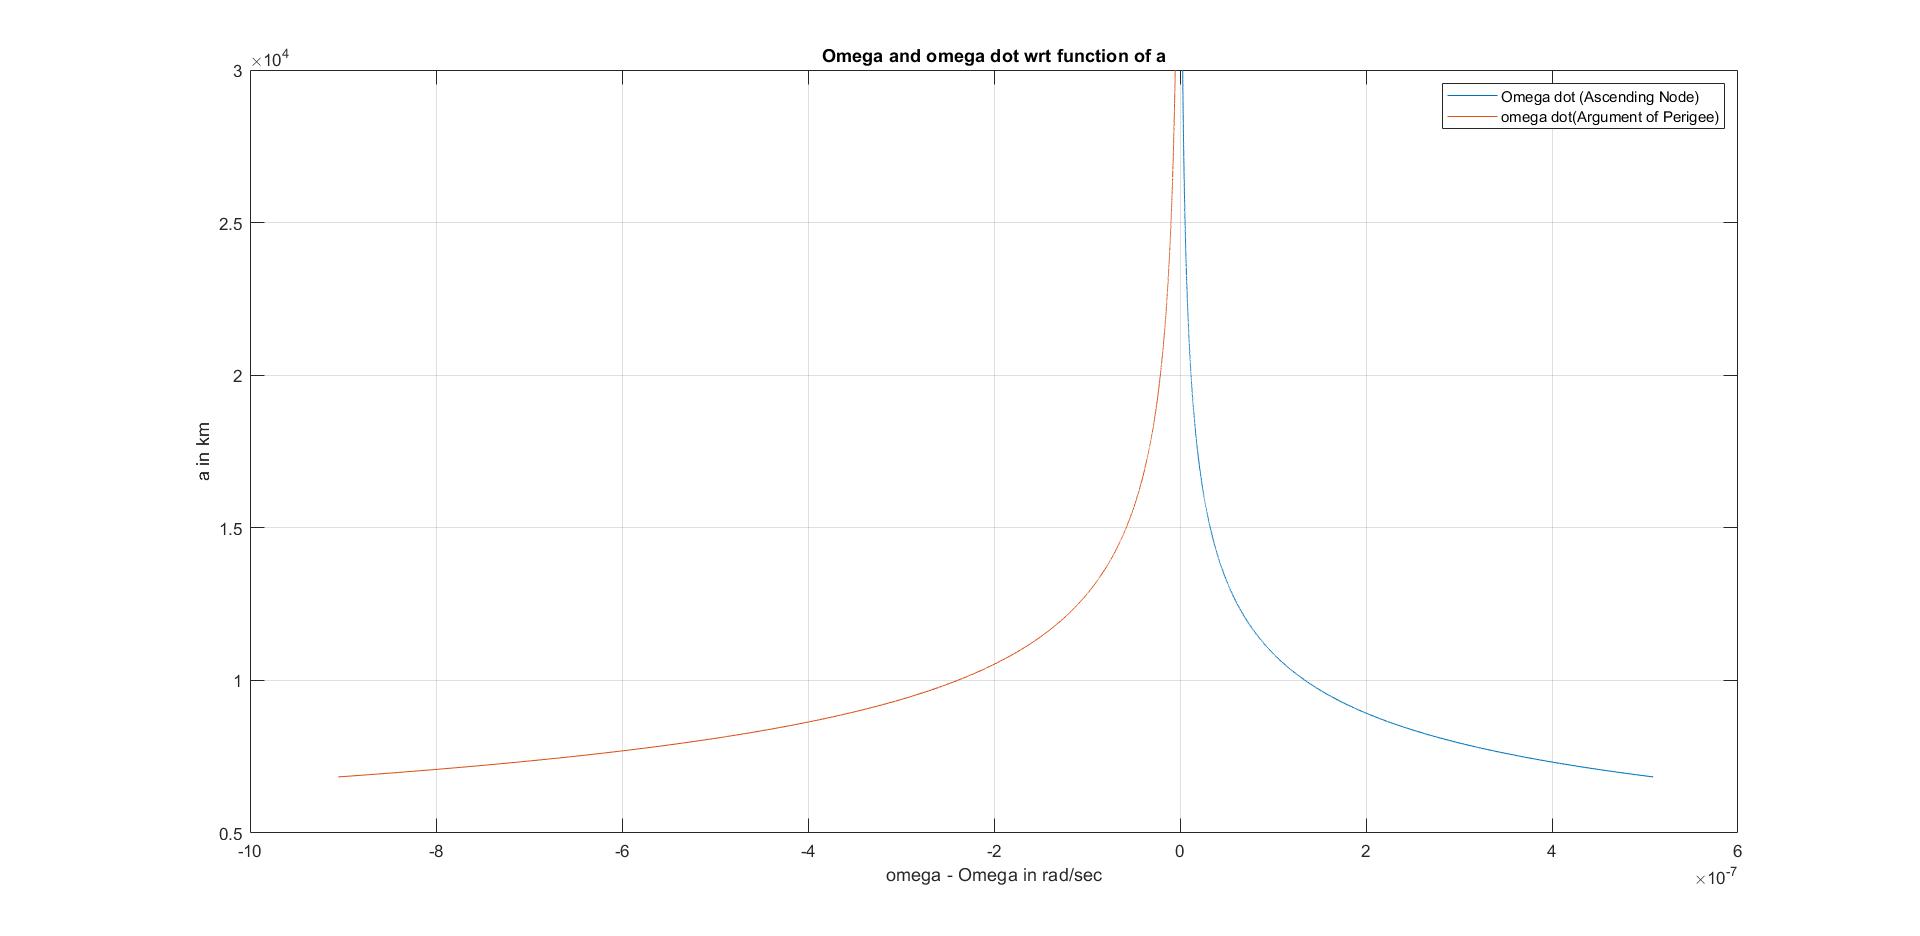 Omega and omega dot wrt function of a
×10⁴
3
2.5
2
1.5
1
0.5
a in km
Omega dot (Ascending Node)
omega dot(Argument of Perigee)
-10 -8 -6 -4 -2 0 2 4 6
omega - Omega in rad/sec
×10⁻⁷